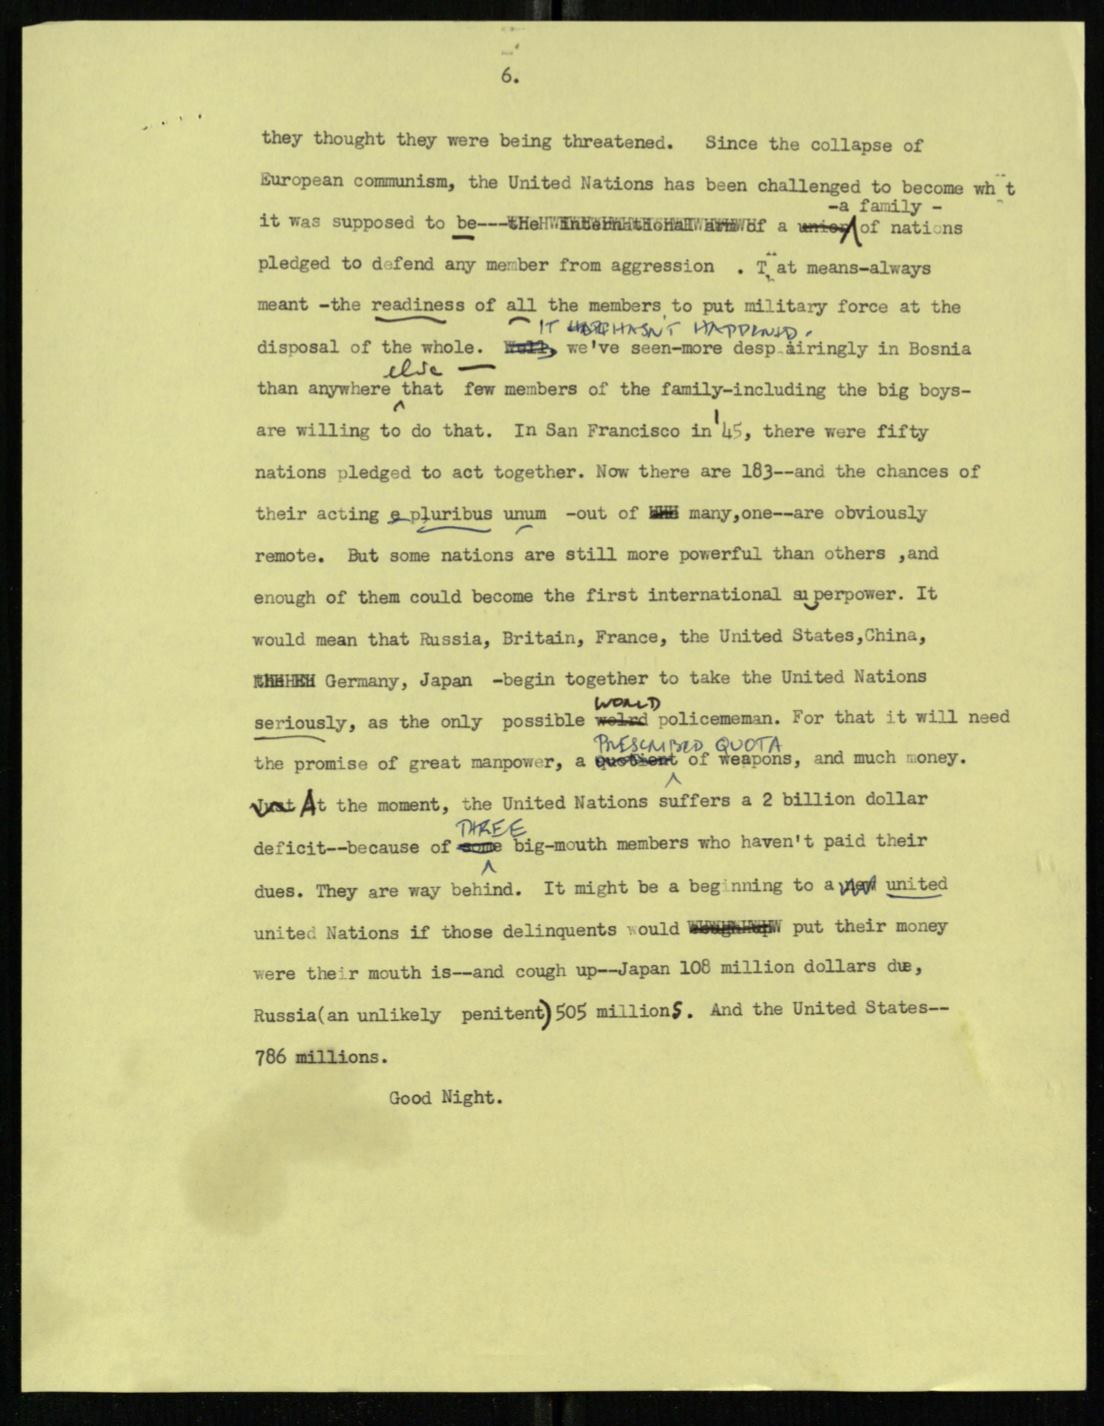 6.
they thought they were being threatened. Since the collapse of
European communism, the United Nations has been challenged to become wh t
-a family -
it was supposed to be--- of a union of nations
pledged to defend any member from aggression . T at means-always
meant -the readiness of all the members to put military force at the
IT HASN'T HAPPENED.
disposal of the whole. Well, we've seen-more desp airingly in Bosnia
else
than anywhere that few members of the family-including the big boys-
are willing to do that. In San Francisco in '45, there were fifty
nations pledged to act together. Now there are 183--and the chances of
their acting e pluribus unum -out of many,one--are obviously
remote. But some nations are still more powerful than others ,and
enough of them could become the first international superpower. It
would mean that Russia, Britain, France, the United States,China,
Germany, Japan -begin together to take the United Nations
WORLD
seriously, as the only possible wolrd policememan. For that it will need
PRESCRIBED QUOTA
the promise of great manpower, a quotient of weapons, and much money.
Just At the moment, the United Nations suffers a 2 billion dollar
THREE
deficit--because of some big-mouth members who haven't paid their
dues. They are way behind. It might be a beginning to a new united
united Nations if those delinquents would put their money
were their mouth is--and cough up--Japan 108 million dollars due,
Russia(an unlikely penitent) 505 millions. And the United States--
786 millions.
Good Night.